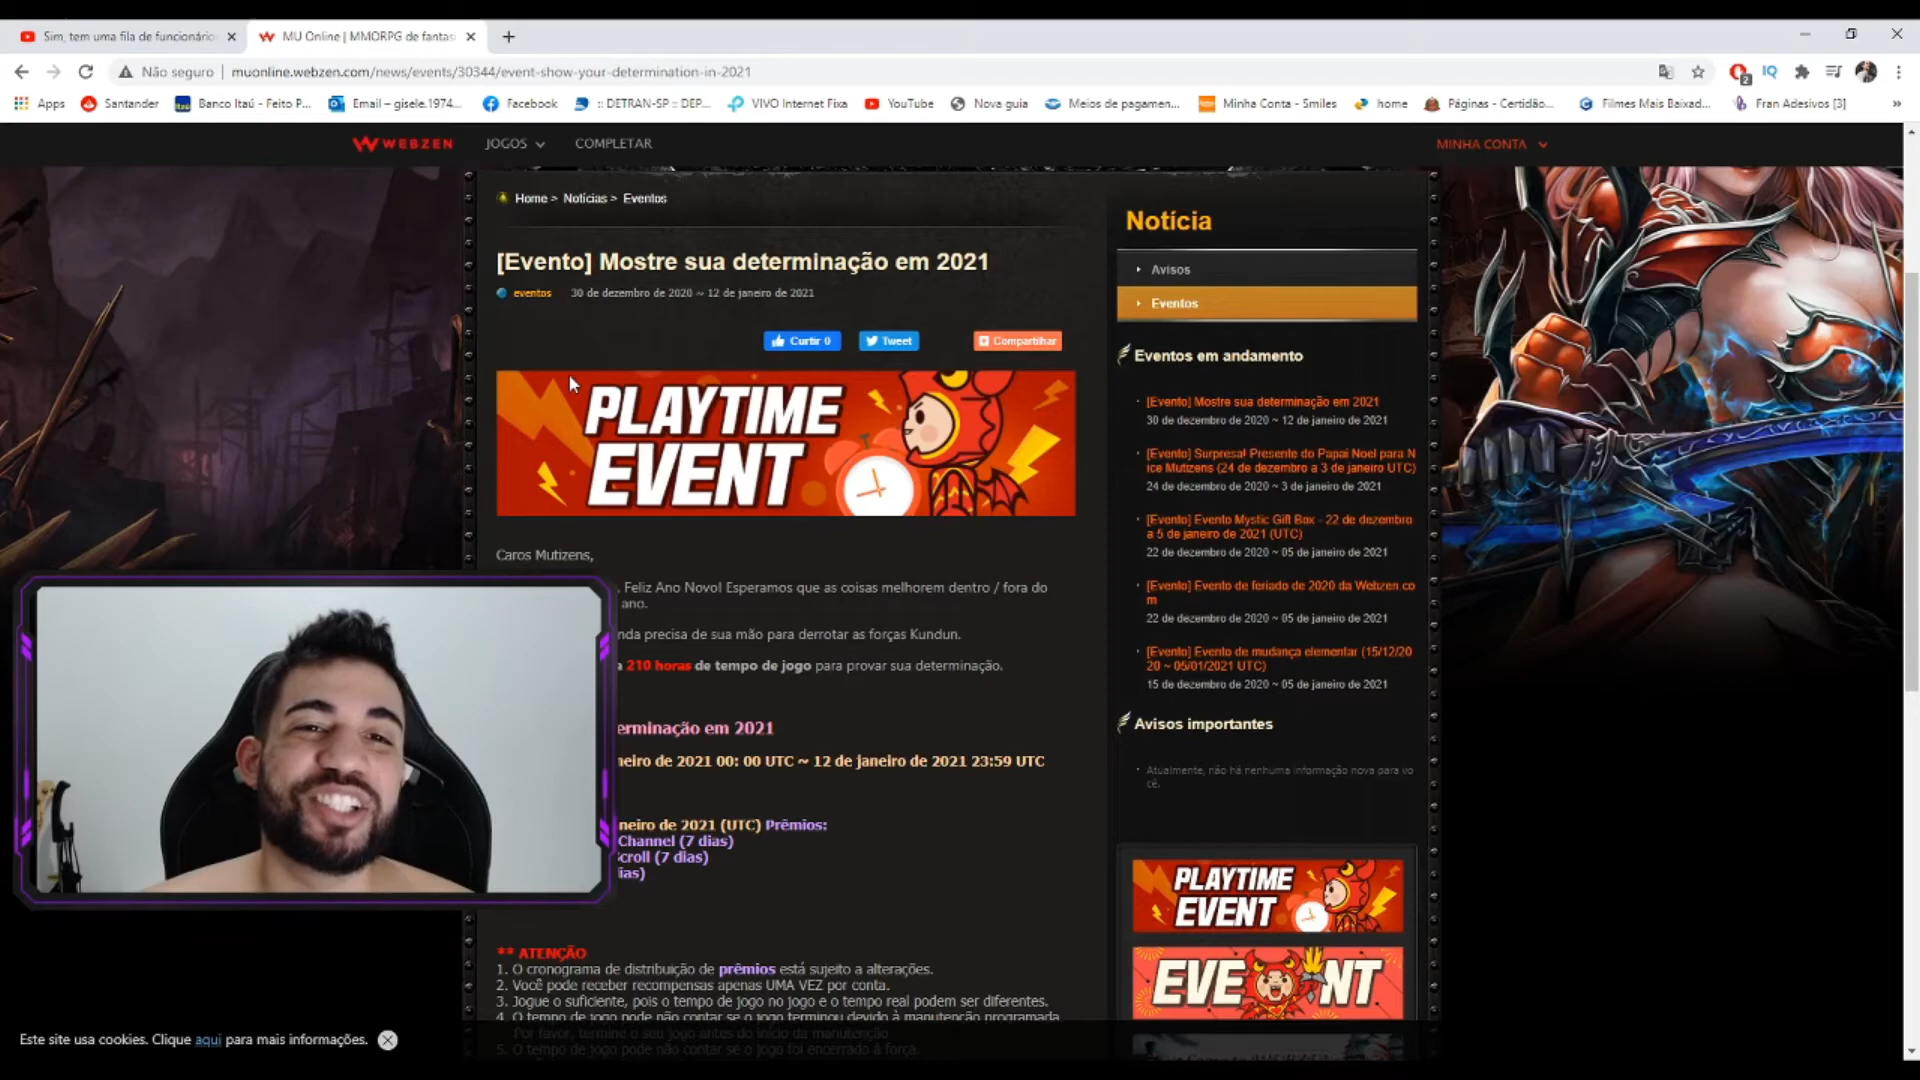 Sim, tem uma fila de funcionário
MU Online | MMORPG de fantas
Não seguro | muonline.webzen.com/news/events/30344/event-show-your-determination-in-2021
Apps
Santander
Banco Itaú - Feito P...
Email – gisele.1974...
Facebook
:: DETRAN-SP :: DEP...
VIVO Internet Fixa
YouTube
Nova guia
Meios de pagamen...
Minha Conta - Smiles
home
Páginas - Certidão...
Filmes Mais Baixad...
Fran Adesivos [3]
WEBZEN
JOGOS
COMPLETAR
MINHA CONTA
Home > Notícias > Eventos
[Evento] Mostre sua determinação em 2021
eventos 30 de dezembro de 2020 ~ 12 de janeiro de 2021
Curtir 0
Tweet
Compartilhar
PLAYTIME
EVENT
Caros Mutizens,
Feliz Ano Novo! Esperamos que as coisas melhorem dentro / fora do
ano.
nda precisa de sua mão para derrotar as forças Kundun.
a 210 horas de tempo de jogo para provar sua determinação.
erminação em 2021
neiro de 2021 00: 00 UTC ~ 12 de janeiro de 2021 23:59 UTC
neiro de 2021 (UTC) Prêmios:
Channel (7 dias)
Scroll (7 dias)
ias)
** ATENÇÃO
1. O cronograma de distribuição de prêmios está sujeito a alterações.
2. Você pode receber recompensas apenas UMA VEZ por conta.
3. Jogue o suficiente, pois o tempo de jogo no jogo e o tempo real podem ser diferentes.
4. O tempo de jogo pode não contar se o jogo terminou devido à manutenção programada.
Por favor, termine o seu jogo antes do início da manutenção
5. O tempo de jogo pode não contar se o jogo foi encerrado à força.
Notícia
Avisos
Eventos
Eventos em andamento
[Evento] Mostre sua determinação em 2021
30 de dezembro de 2020 ~ 12 de janeiro de 2021
[Evento] Surpresa! Presente do Papai Noel para N
ice Mutizens (24 de dezembro a 3 de janeiro UTC)
24 de dezembro de 2020 ~ 3 de janeiro de 2021
[Evento] Evento Mystic Gift Box - 22 de dezembro
a 5 de janeiro de 2021 (UTC)
22 de dezembro de 2020 ~ 05 de janeiro de 2021
[Evento] Evento de feriado de 2020 da Webzen.co
m
22 de dezembro de 2020 ~ 05 de janeiro de 2021
[Evento] Evento de mudança elementar (15/12/20
20 ~ 05/01/2021 UTC)
15 de dezembro de 2020 ~ 05 de janeiro de 2021
Avisos importantes
Atualmente, não há nenhuma informação nova para vo
cê.
PLAYTIME
EVENT
EVENT
Este site usa cookies. Clique aqui para mais informações.